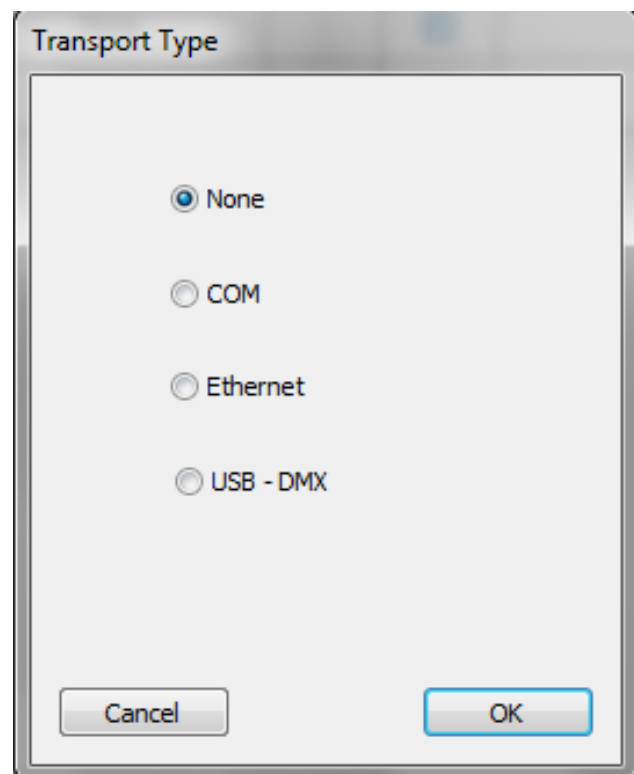 Transport Type
None
COM
Ethernet
USB - DMX
Cancel OK